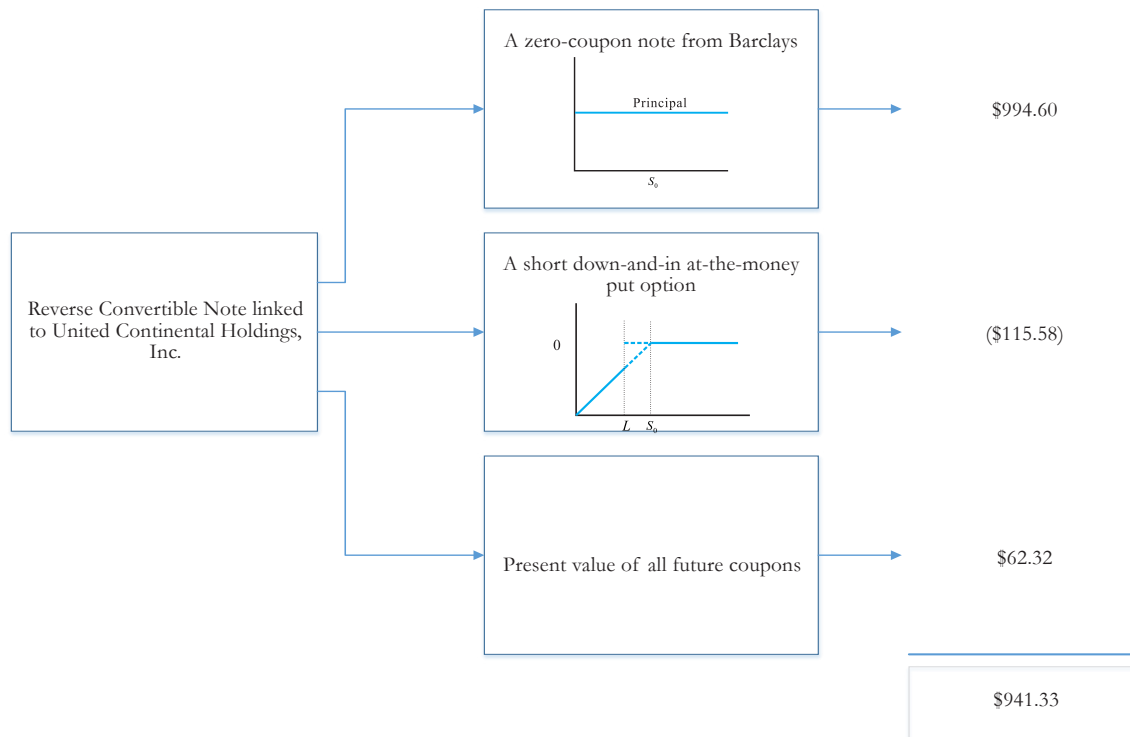 A zero-coupon note from Barclays
Principal
S₀
$994.60
Reverse Convertible Note linked
to United Continental Holdings,
Inc.
A short down-and-in at-the-money
put option
0
L S₀
($115.58)
Present value of all future coupons
$62.32
$941.33